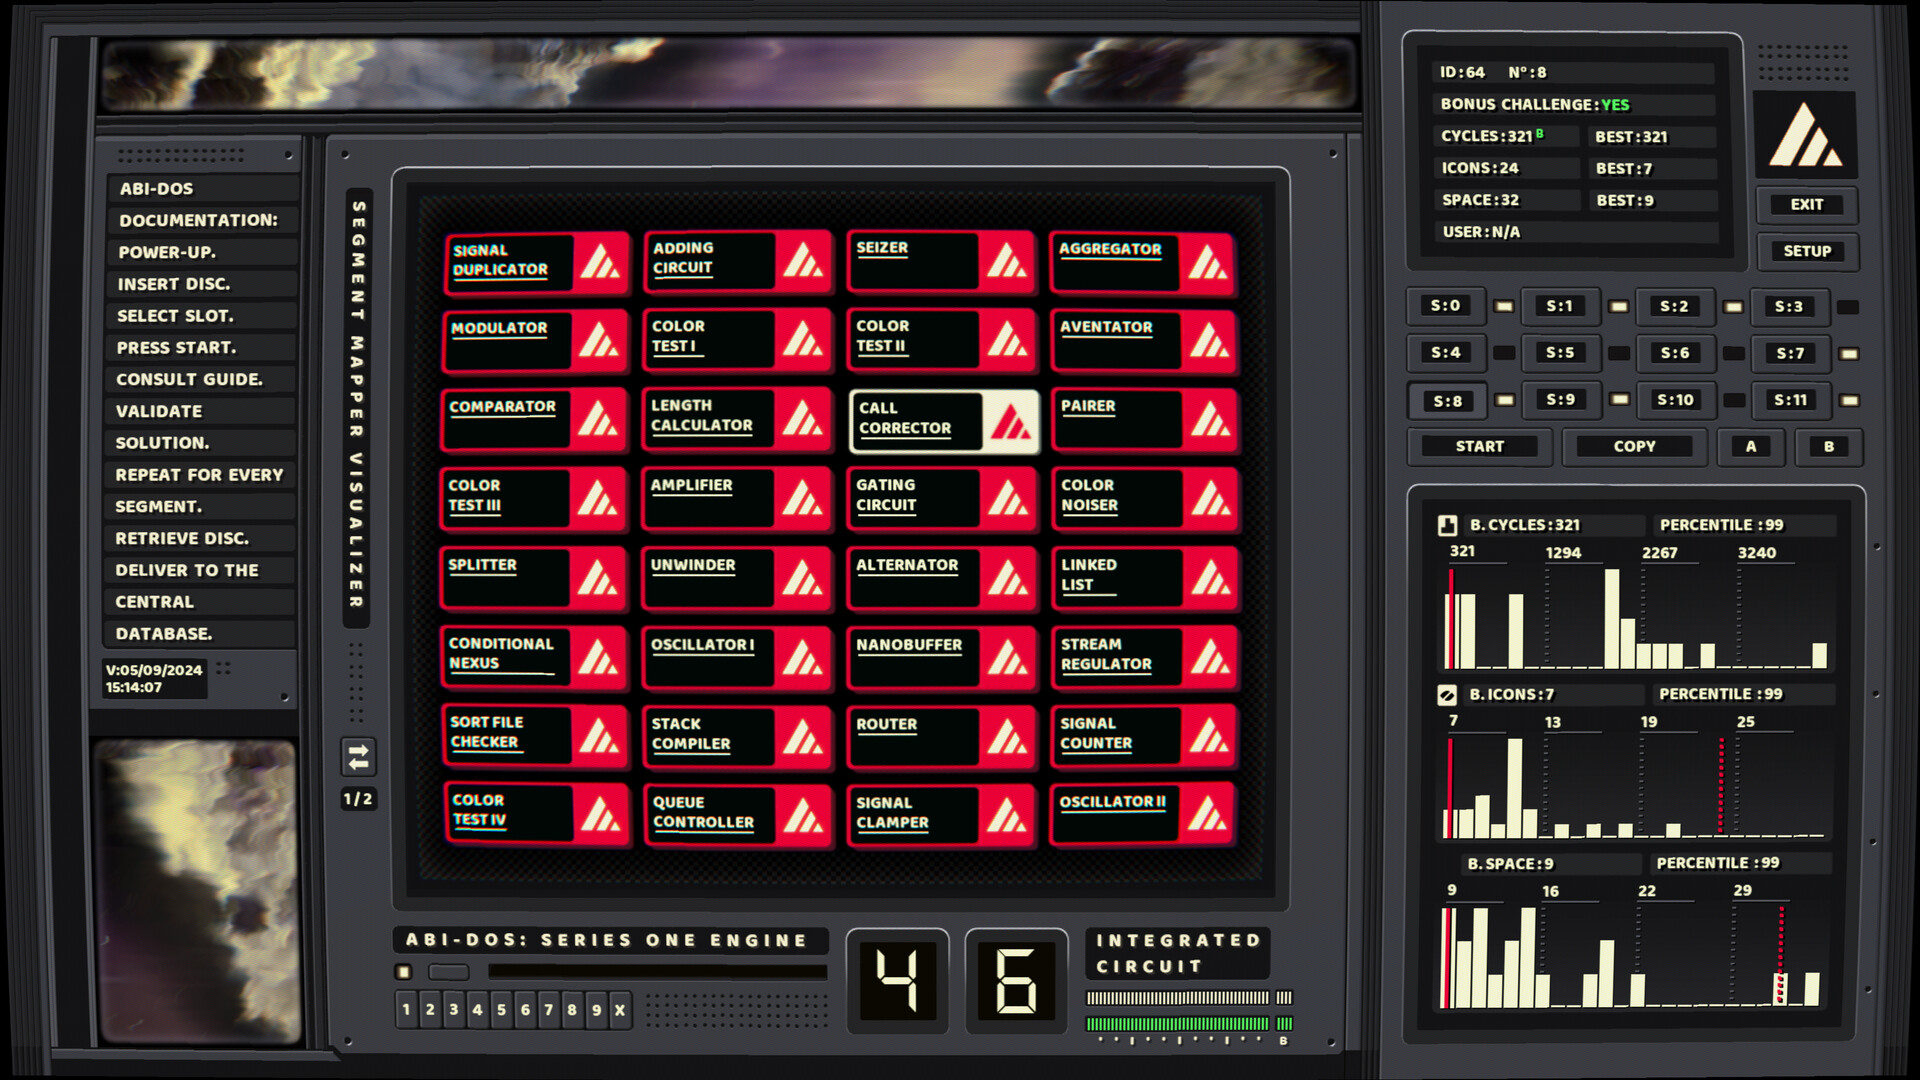 ABI-DOS
DOCUMENTATION:
POWER-UP.
INSERT DISC.
SELECT SLOT.
PRESS START.
CONSULT GUIDE.
VALIDATE
SOLUTION.
REPEAT FOR EVERY
SEGMENT.
RETRIEVE DISC.
DELIVER TO THE
CENTRAL
DATABASE.
V:05/09/2024
15:14:07
SEGMENT MAPPER VISUALIZER
1/2
SIGNAL
DUPLICATOR
ADDING
CIRCUIT
SEIZER
AGGREGATOR
MODULATOR
COLOR
TEST I
COLOR
TEST II
AVENTATOR
COMPARATOR
LENGTH
CALCULATOR
CALL
CORRECTOR
PAIRER
COLOR
TEST III
AMPLIFIER
GATING
CIRCUIT
COLOR
NOISER
SPLITTER
UNWINDER
ALTERNATOR
LINKED
LIST
CONDITIONAL
NEXUS
OSCILLATOR I
NANOBUFFER
STREAM
REGULATOR
SORT FILE
CHECKER
STACK
COMPILER
ROUTER
SIGNAL
COUNTER
COLOR
TEST IV
QUEUE
CONTROLLER
SIGNAL
CLAMPER
OSCILLATOR II
ABI-DOS: SERIES ONE ENGINE
1 2 3 4 5 6 7 8 9 X
4 6
INTEGRATED
CIRCUIT
B
ID:64 N°:8
BONUS CHALLENGE:YES
CYCLES:321 B BEST:321
ICONS:24 BEST:7
SPACE:32 BEST:9
USER:N/A
EXIT
SETUP
S:0 S:1 S:2 S:3
S:4 S:5 S:6 S:7
S:8 S:9 S:10 S:11
START COPY A B
B. CYCLES:321 PERCENTILE :99
321 1294 2267 3240
B. ICONS:7 PERCENTILE :99
7 13 19 25
B. SPACE:9 PERCENTILE :99
9 16 22 29